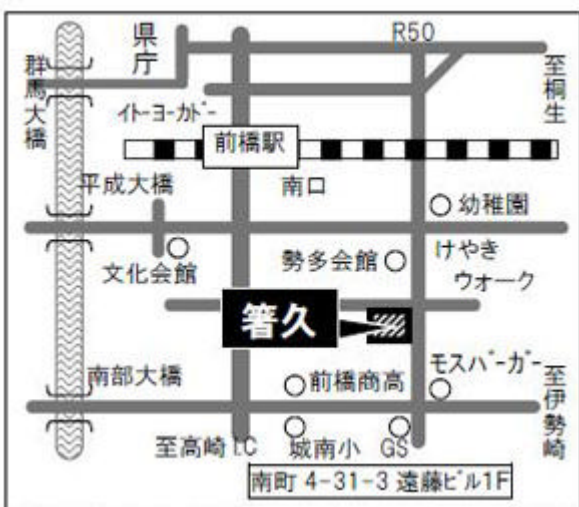 県庁
R50
群馬大橋
至桐生
イトーヨーカドー
前橋駅
平成大橋
南口
幼稚園
文化会館
勢多会館
けやき
ウォーク
箸久
南部大橋
前橋商高
モスバーガー
至伊勢崎
至高崎I.C
城南小
GS
南町 4-31-3 遠藤ビル1F